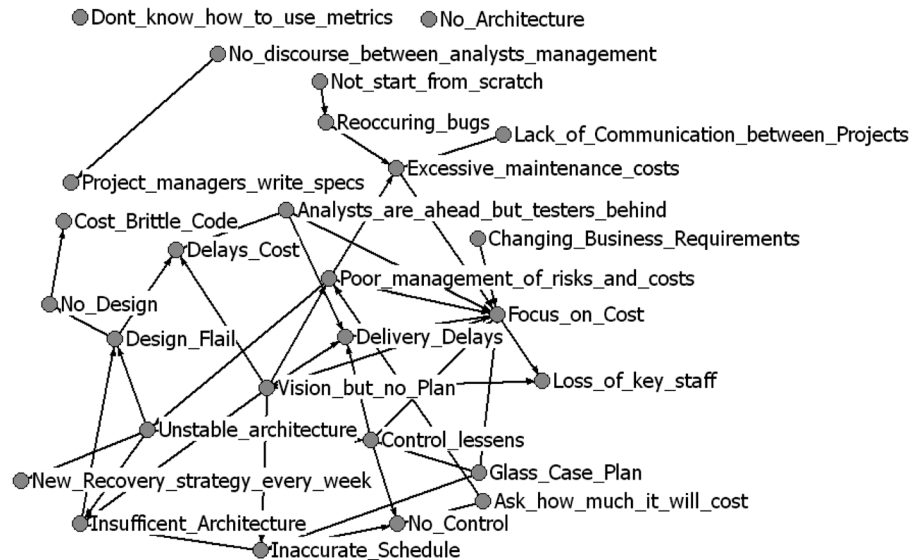 Dont_know_how_to_use_metrics
No_Architecture
No_discourse_between_analysts_management
Not_start_from_scratch
Reoccuring_bugs
Lack_of_Communication_between_Projects
Excessive_maintenance_costs
Project_managers_write_specs
Analysts_are_ahead_but_testers_behind
Cost_Brittle_Code
Changing_Business_Requirements
Delays_Cost
Poor_management_of_risks_and_costs
No_Design
Focus_on_Cost
Design_Flail
Delivery_Delays
Loss_of_key_staff
Vision_but_no_Plan
Unstable_architecture
Control_lessens
Glass_Case_Plan
New_Recovery_strategy_every_week
Ask_how_much_it_will_cost
Insufficent_Architecture
No_Control
Inaccurate_Schedule